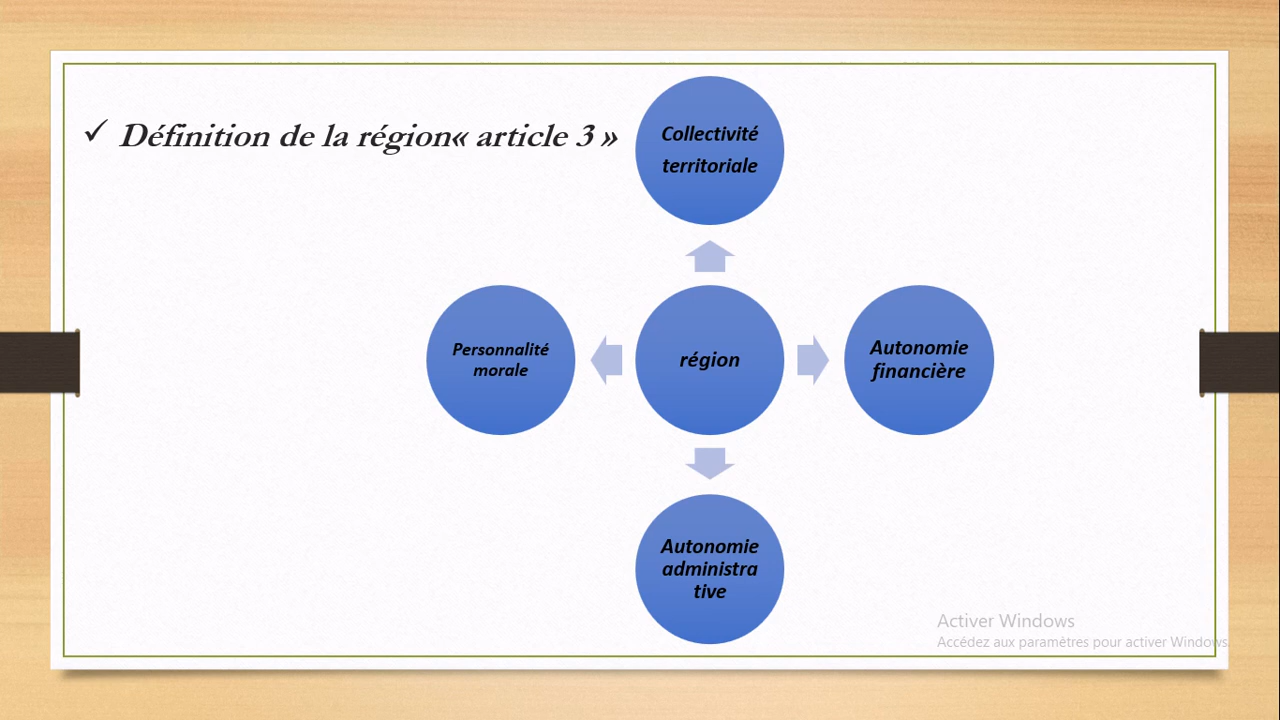 ✓ Définition de la région« article 3 »
Collectivité
territoriale
Personnalité
morale
région
Autonomie
financière
Autonomie
administra
tive
Activer Windows
Accédez aux paramètres pour activer Windows.